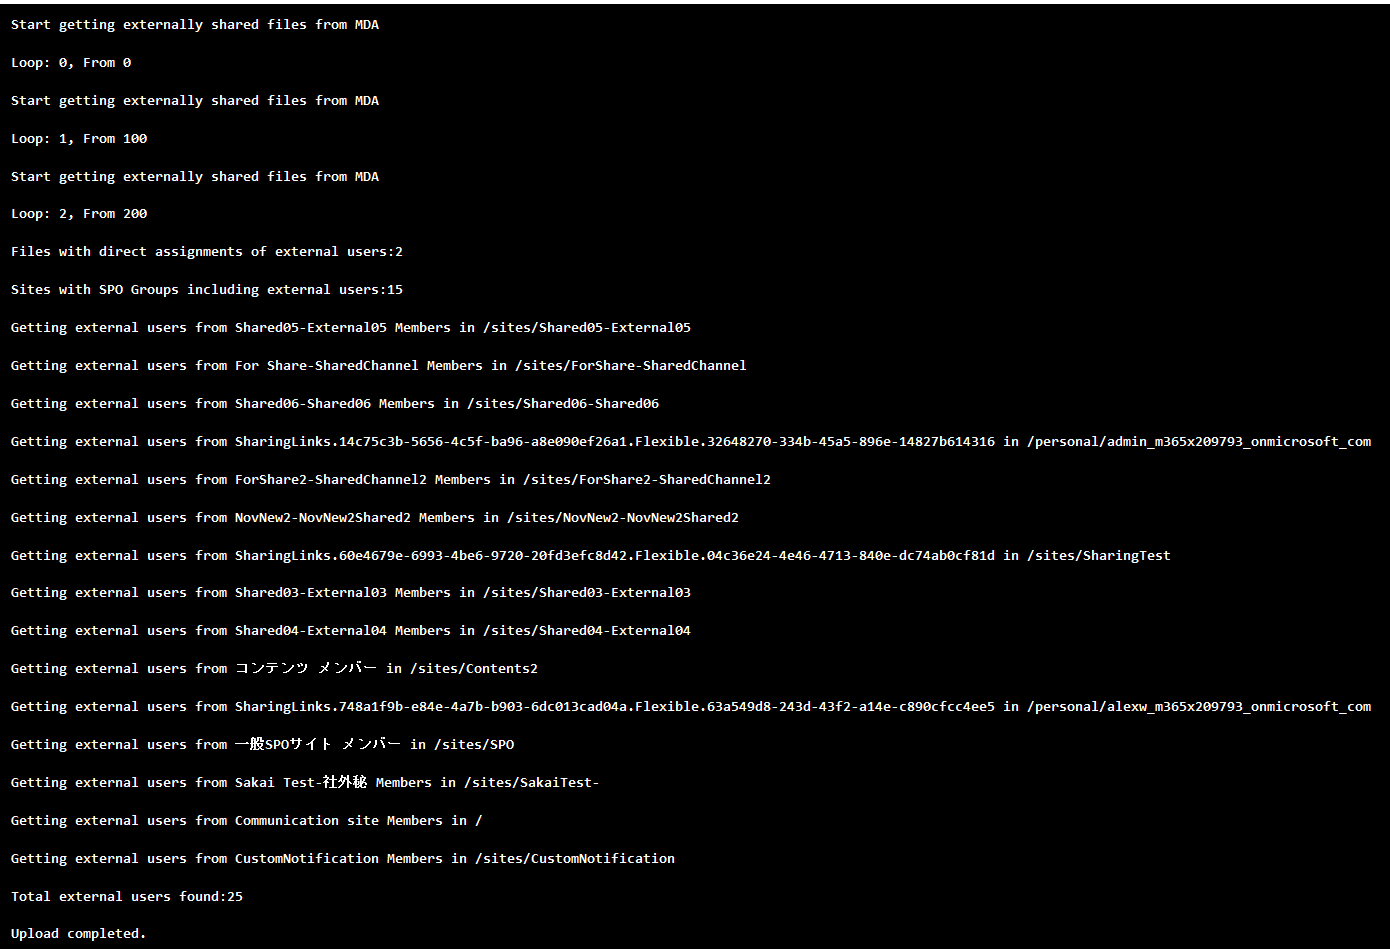 Start getting externally shared files from MDA
Loop: 0, From 0
Start getting externally shared files from MDA
Loop: 1, From 100
Start getting externally shared files from MDA
Loop: 2, From 200
Files with direct assignments of external users:2
Sites with SPO Groups including external users:15
Getting external users from Shared05-External05 Members in /sites/Shared05-External05
Getting external users from For Share-SharedChannel Members in /sites/ForShare-SharedChannel
Getting external users from Shared06-Shared06 Members in /sites/Shared06-Shared06
Getting external users from SharingLinks.14c75c3b-5656-4c5f-ba96-a8e090ef26a1.Flexible.32648270-334b-45a5-896e-14827b614316 in /personal/admin_m365x209793_onmicrosoft_com
Getting external users from ForShare2-SharedChannel2 Members in /sites/ForShare2-SharedChannel2
Getting external users from NovNew2-NovNew2Shared2 Members in /sites/NovNew2-NovNew2Shared2
Getting external users from SharingLinks.60e4679e-6993-4be6-9720-20fd3efc8d42.Flexible.04c36e24-4e46-4713-840e-dc74ab0cf81d in /sites/SharingTest
Getting external users from Shared03-External03 Members in /sites/Shared03-External03
Getting external users from Shared04-External04 Members in /sites/Shared04-External04
Getting external users from コンテンツ メンバー in /sites/Contents2
Getting external users from SharingLinks.748a1f9b-e84e-4a7b-b903-6dc013cad04a.Flexible.63a549d8-243d-43f2-a14e-c890cfcc4ee5 in /personal/alexw_m365x209793_onmicrosoft_com
Getting external users from 一般SPOサイト メンバー in /sites/SPO
Getting external users from Sakai Test-社外秘 Members in /sites/SakaiTest-
Getting external users from Communication site Members in /
Getting external users from CustomNotification Members in /sites/CustomNotification
Total external users found:25
Upload completed.